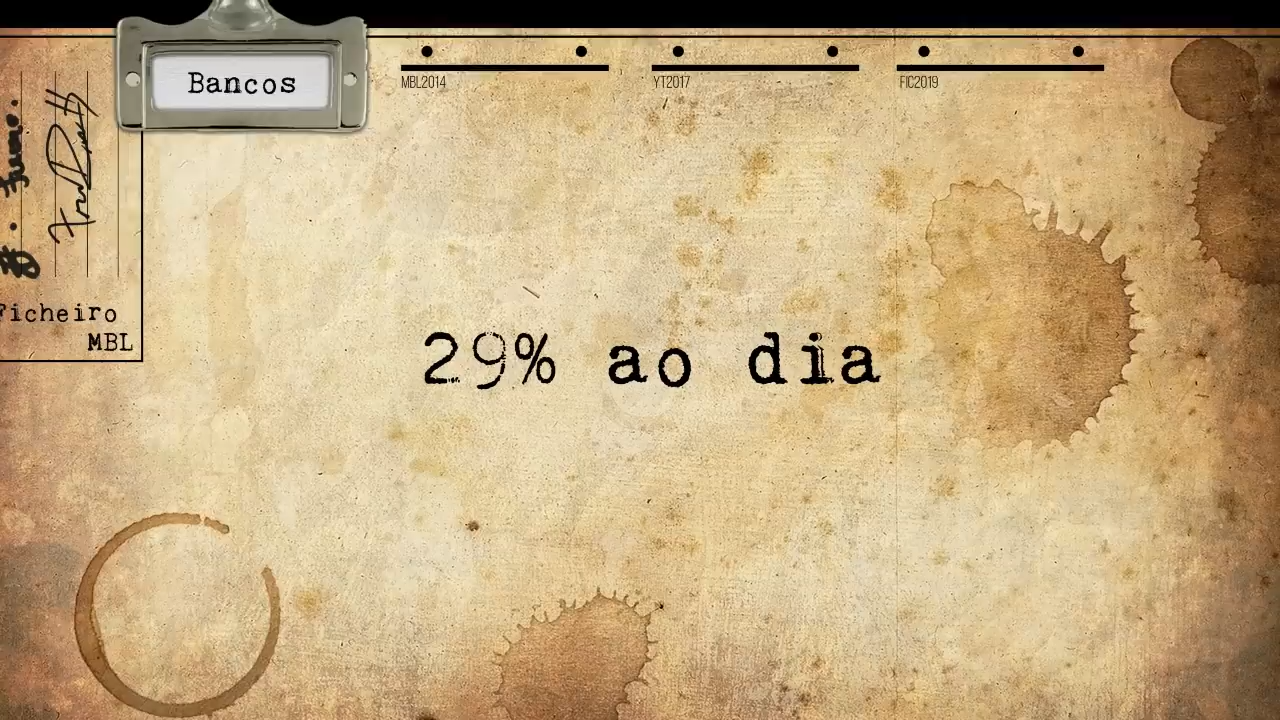 Bancos
MBL2014
YT2017
FIC2019
Ficheiro
MBL
29% ao dia